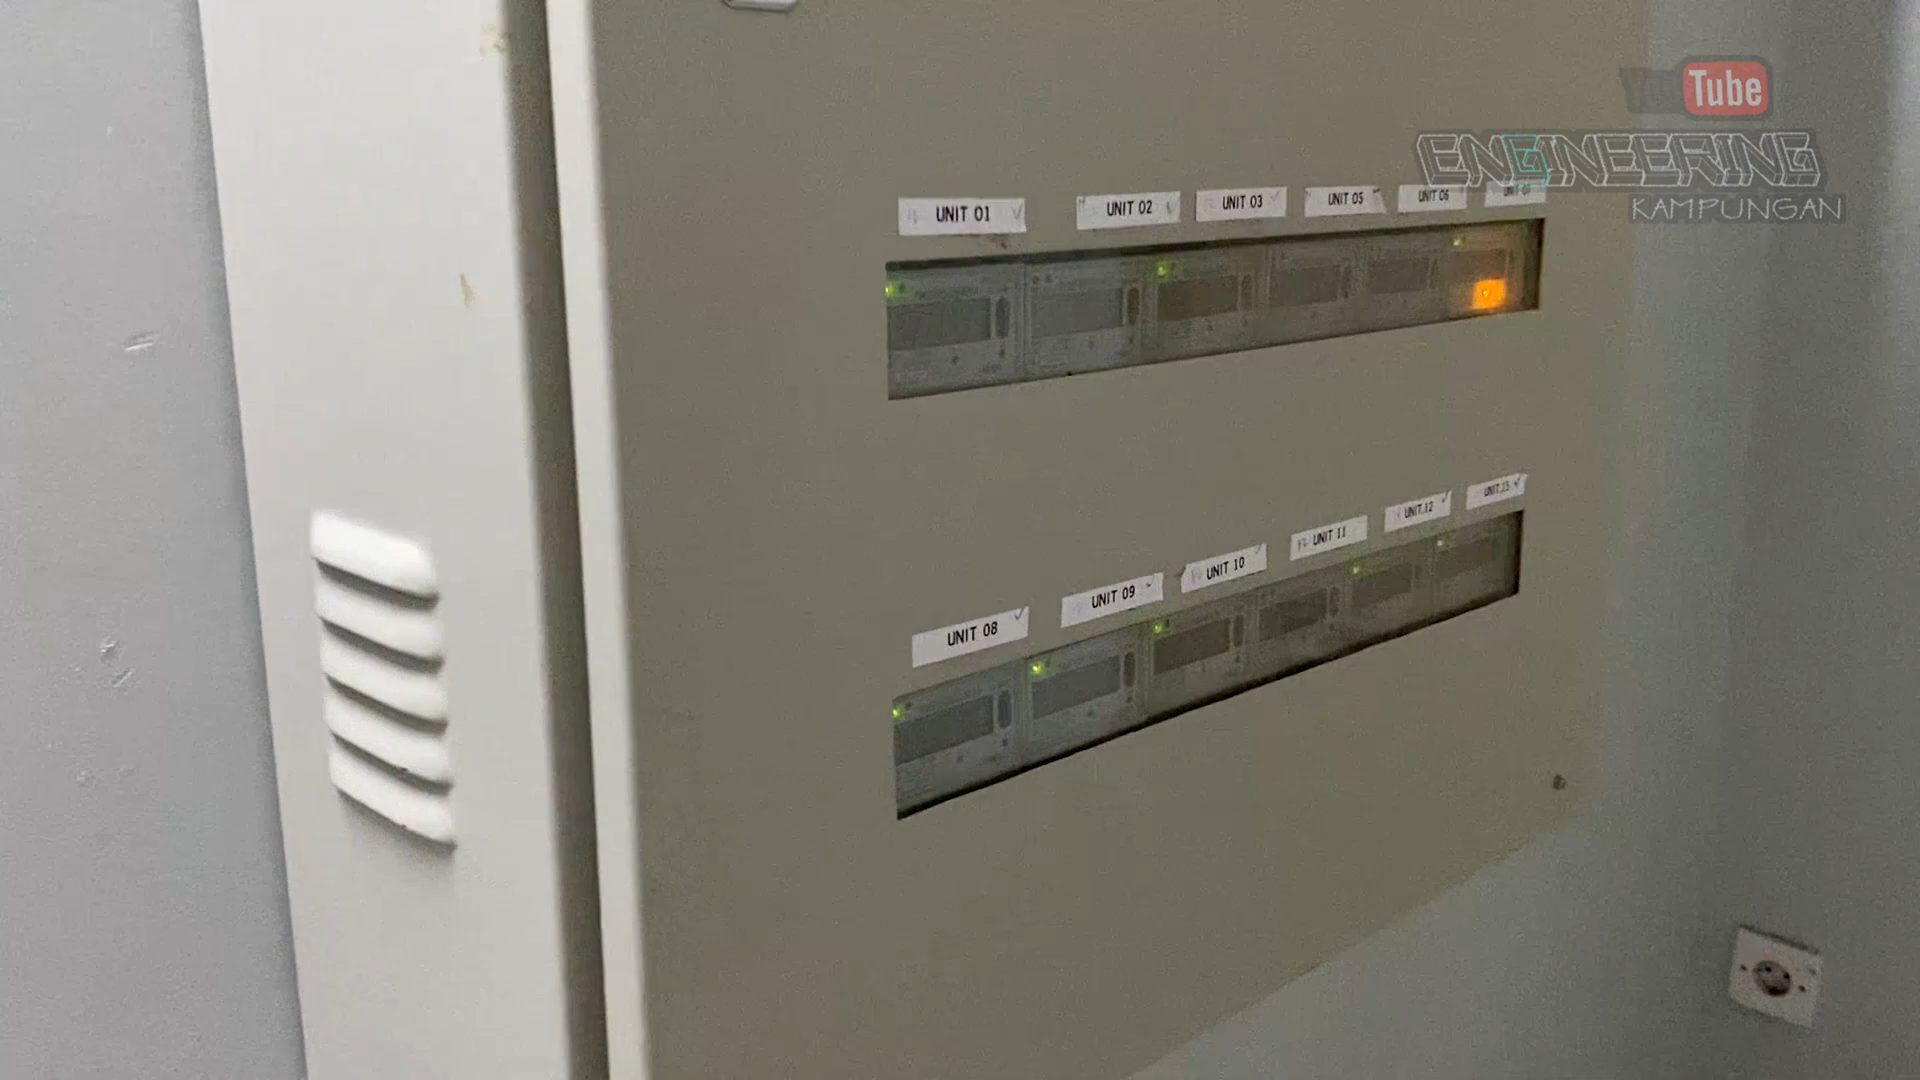 YouTube
ENGINEERING
KAMPUNGAN
UNIT 01
UNIT 02
UNIT 03
UNIT 05
UNIT 06
UNIT 08
UNIT 09
UNIT 10
UNIT 11
UNIT.12